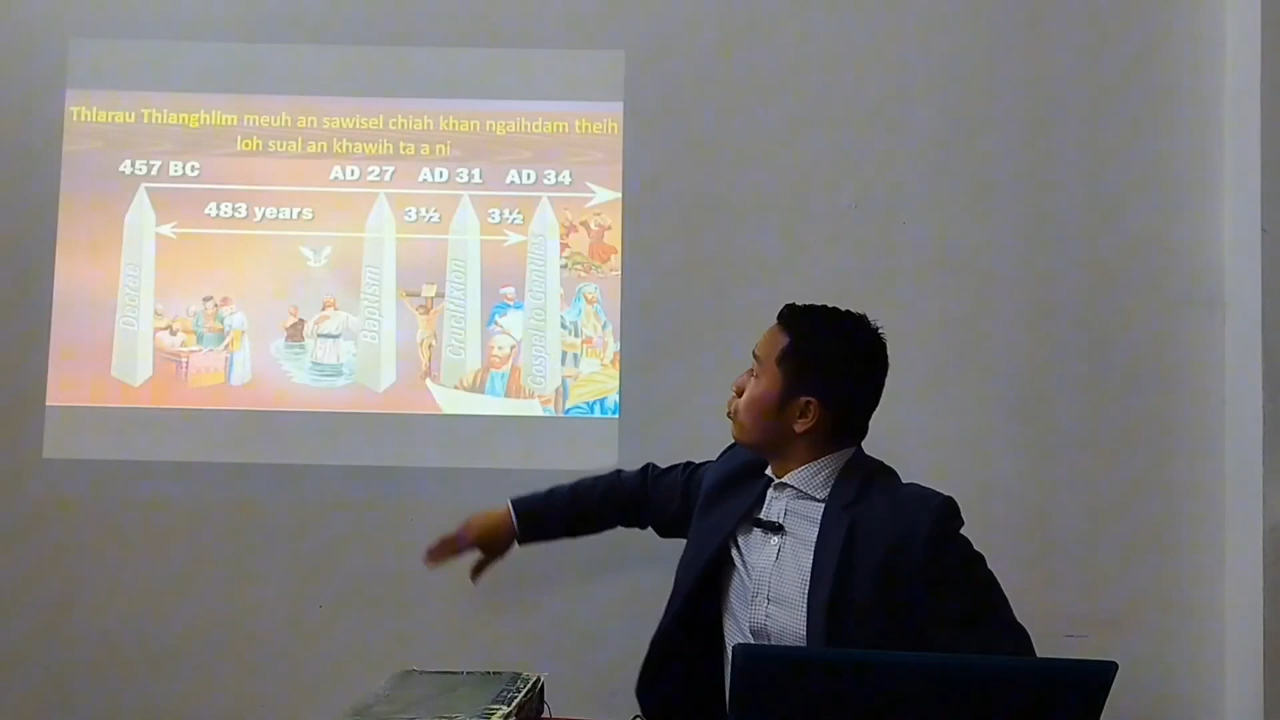 Thlarau Thianghlim meuh an sawisel chiah khan ngaihdam theih
loh sual an khawih ta a ni
457 BC AD 27 AD 31 AD 34
483 years 3½ 3½
Decree
Baptism
Crucifixion
Gospel to Gentiles